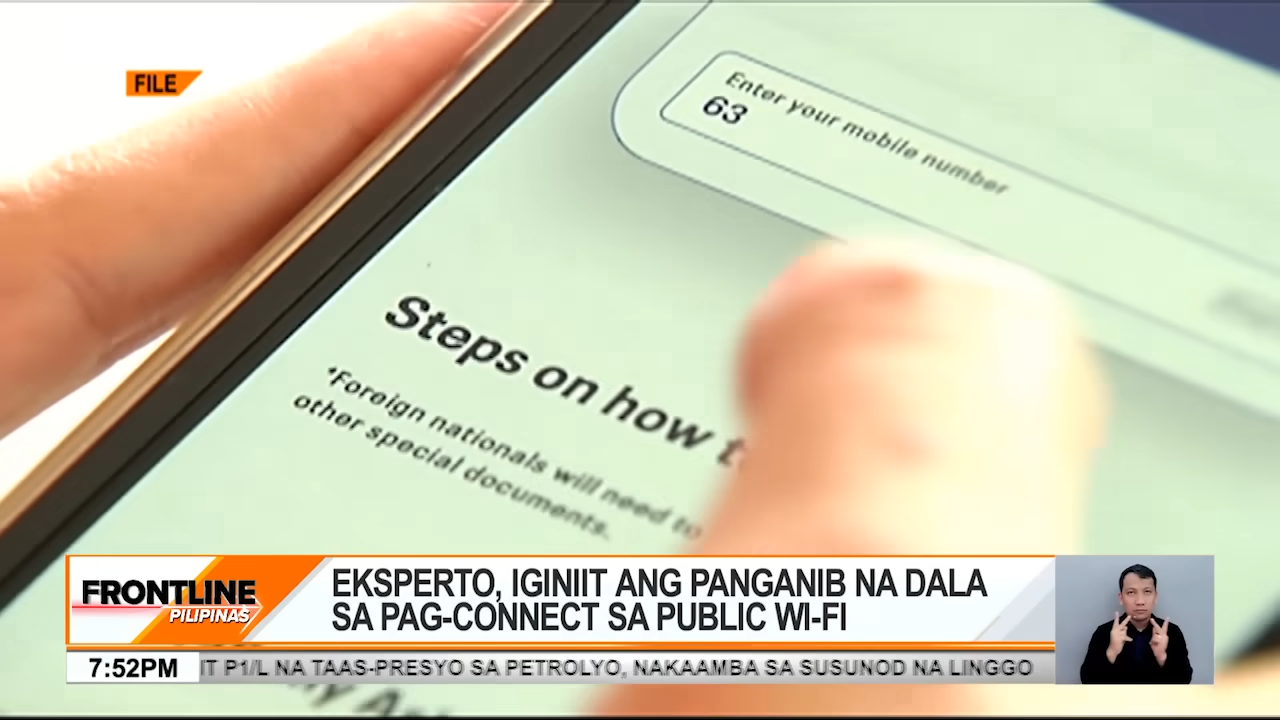 FILE
Enter your mobile number
63
Steps on how
*Foreign nationals will need to
other special documents.
FRONTLINE
PILIPINAS
EKSPERTO, IGINIIT ANG PANGANIB NA DALA
SA PAG-CONNECT SA PUBLIC WI-FI
7:52PM
P1/L NA TAAS-PRESYO SA PETROLYO, NAKAAMBA SA SUSUNOD NA LINGGO